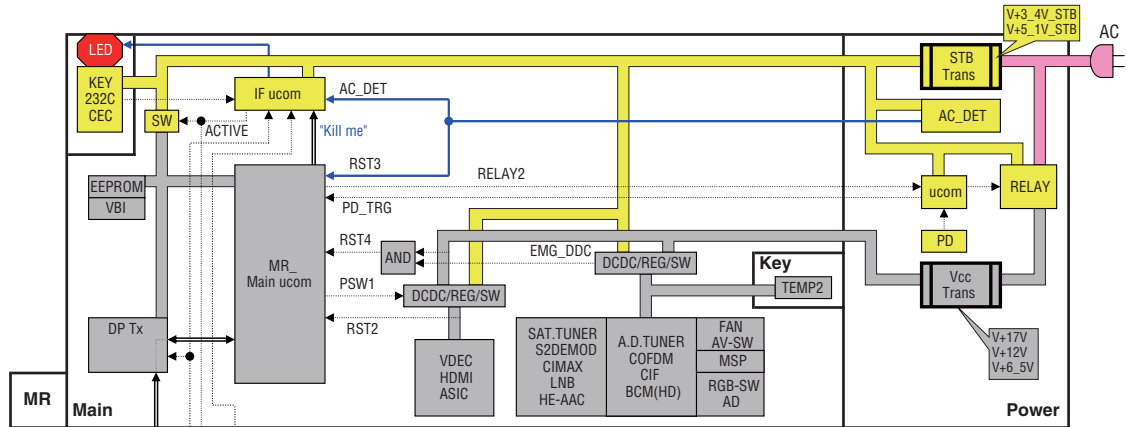 V+3_4V_STB
V+5_1V_STB
AC
LED
STB
Trans
KEY
232C
CEC
IF ucom
AC_DET
AC_DET
SW
ACTIVE
"Kill me"
RST3
RELAY2
ucom
RELAY
EEPROM
VBI
PD_TRG
RST4
AND
EMG_DDC
PD
MR_
Main ucom
DCDC/REG/SW
Key
TEMP2
Vcc
Trans
PSW1
DCDC/REG/SW
RST2
DP Tx
VDEC
HDMI
ASIC
SAT.TUNER
S2DEMOD
CIMAX
LNB
HE-AAC
A.D.TUNER
COFDM
CIF
BCM(HD)
FAN
AV-SW
MSP
RGB-SW
AD
V+17V
V+12V
V+6_5V
MR
Main
Power